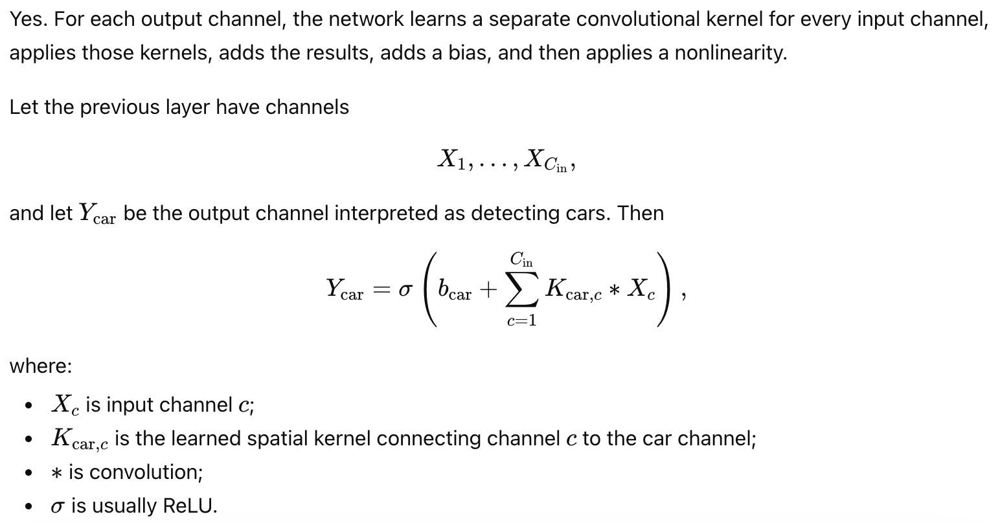 Yes. For each output channel, the network learns a separate convolutional kernel for every input channel,
applies those kernels, adds the results, adds a bias, and then applies a nonlinearity.
Let the previous layer have channels
$$X_1, \ldots, X_{C_{\text{in}}},$$
and let $Y_{\text{car}}$ be the output channel interpreted as detecting cars. Then
$$Y_{\text{car}} = \sigma \left( b_{\text{car}} + \sum_{c=1}^{C_{\text{in}}} K_{\text{car},c} * X_c \right),$$
where:
• $X_c$ is input channel $c$;
• $K_{\text{car},c}$ is the learned spatial kernel connecting channel $c$ to the car channel;
• $*$ is convolution;
• $\sigma$ is usually ReLU.